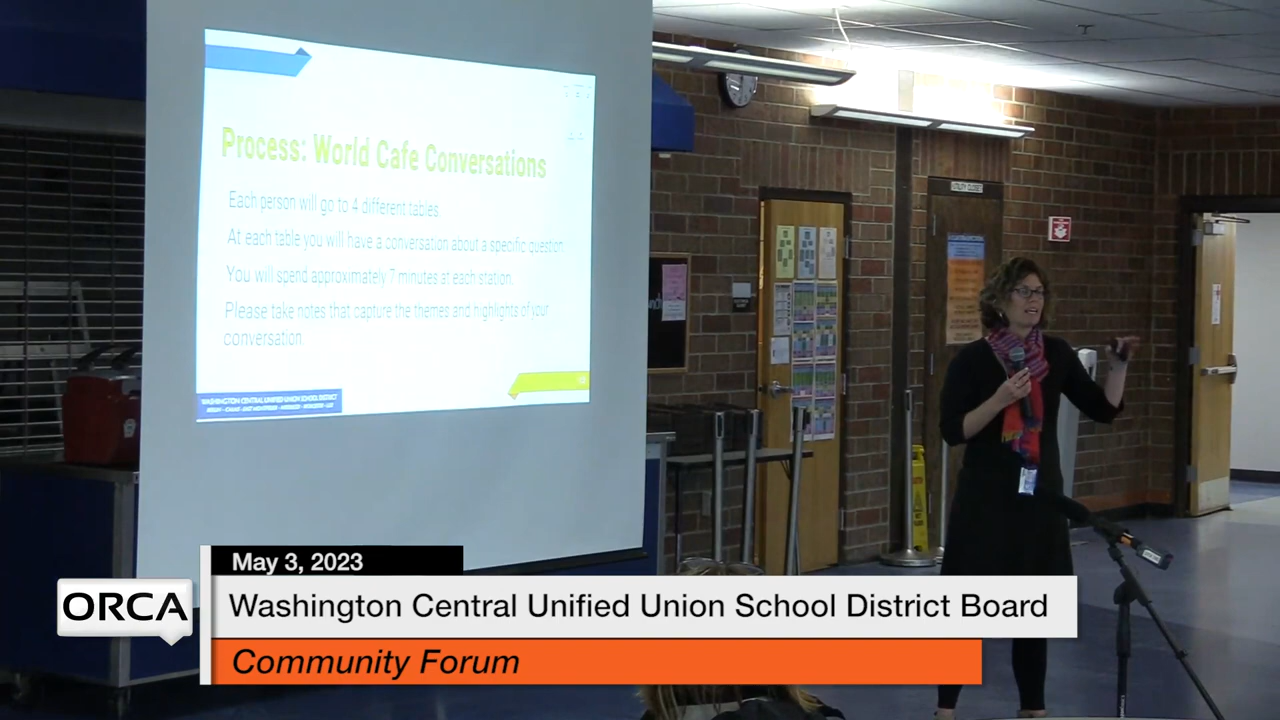 Process: World Cafe Conversations
Each person will go to 4 different tables
At each table you will have a conversation about a specific question.
You will spend approximately 7 minutes at each station.
Please take notes that capture the themes and highlights of your
conversation
WASHINGTON CENTRAL UNIFIED UNION SCHOOL DISTRICT
UTILITY CLOSET
May 3, 2023
ORCA
Washington Central Unified Union School District Board
Community Forum